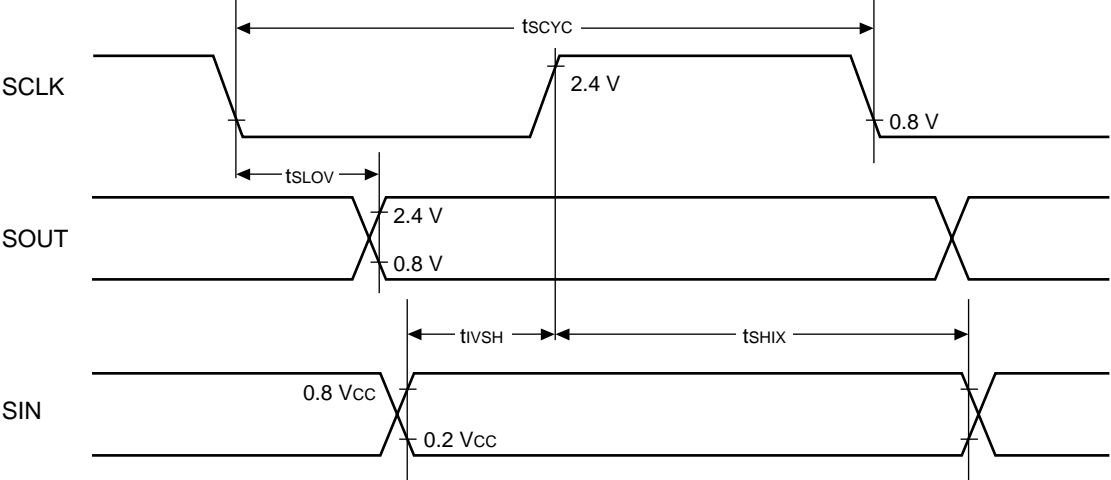 tSCYC
SCLK
2.4 V
0.8 V
tSLOV
SOUT
2.4 V
0.8 V
tIVSH
tSHIX
SIN
0.8 VCC
0.2 VCC